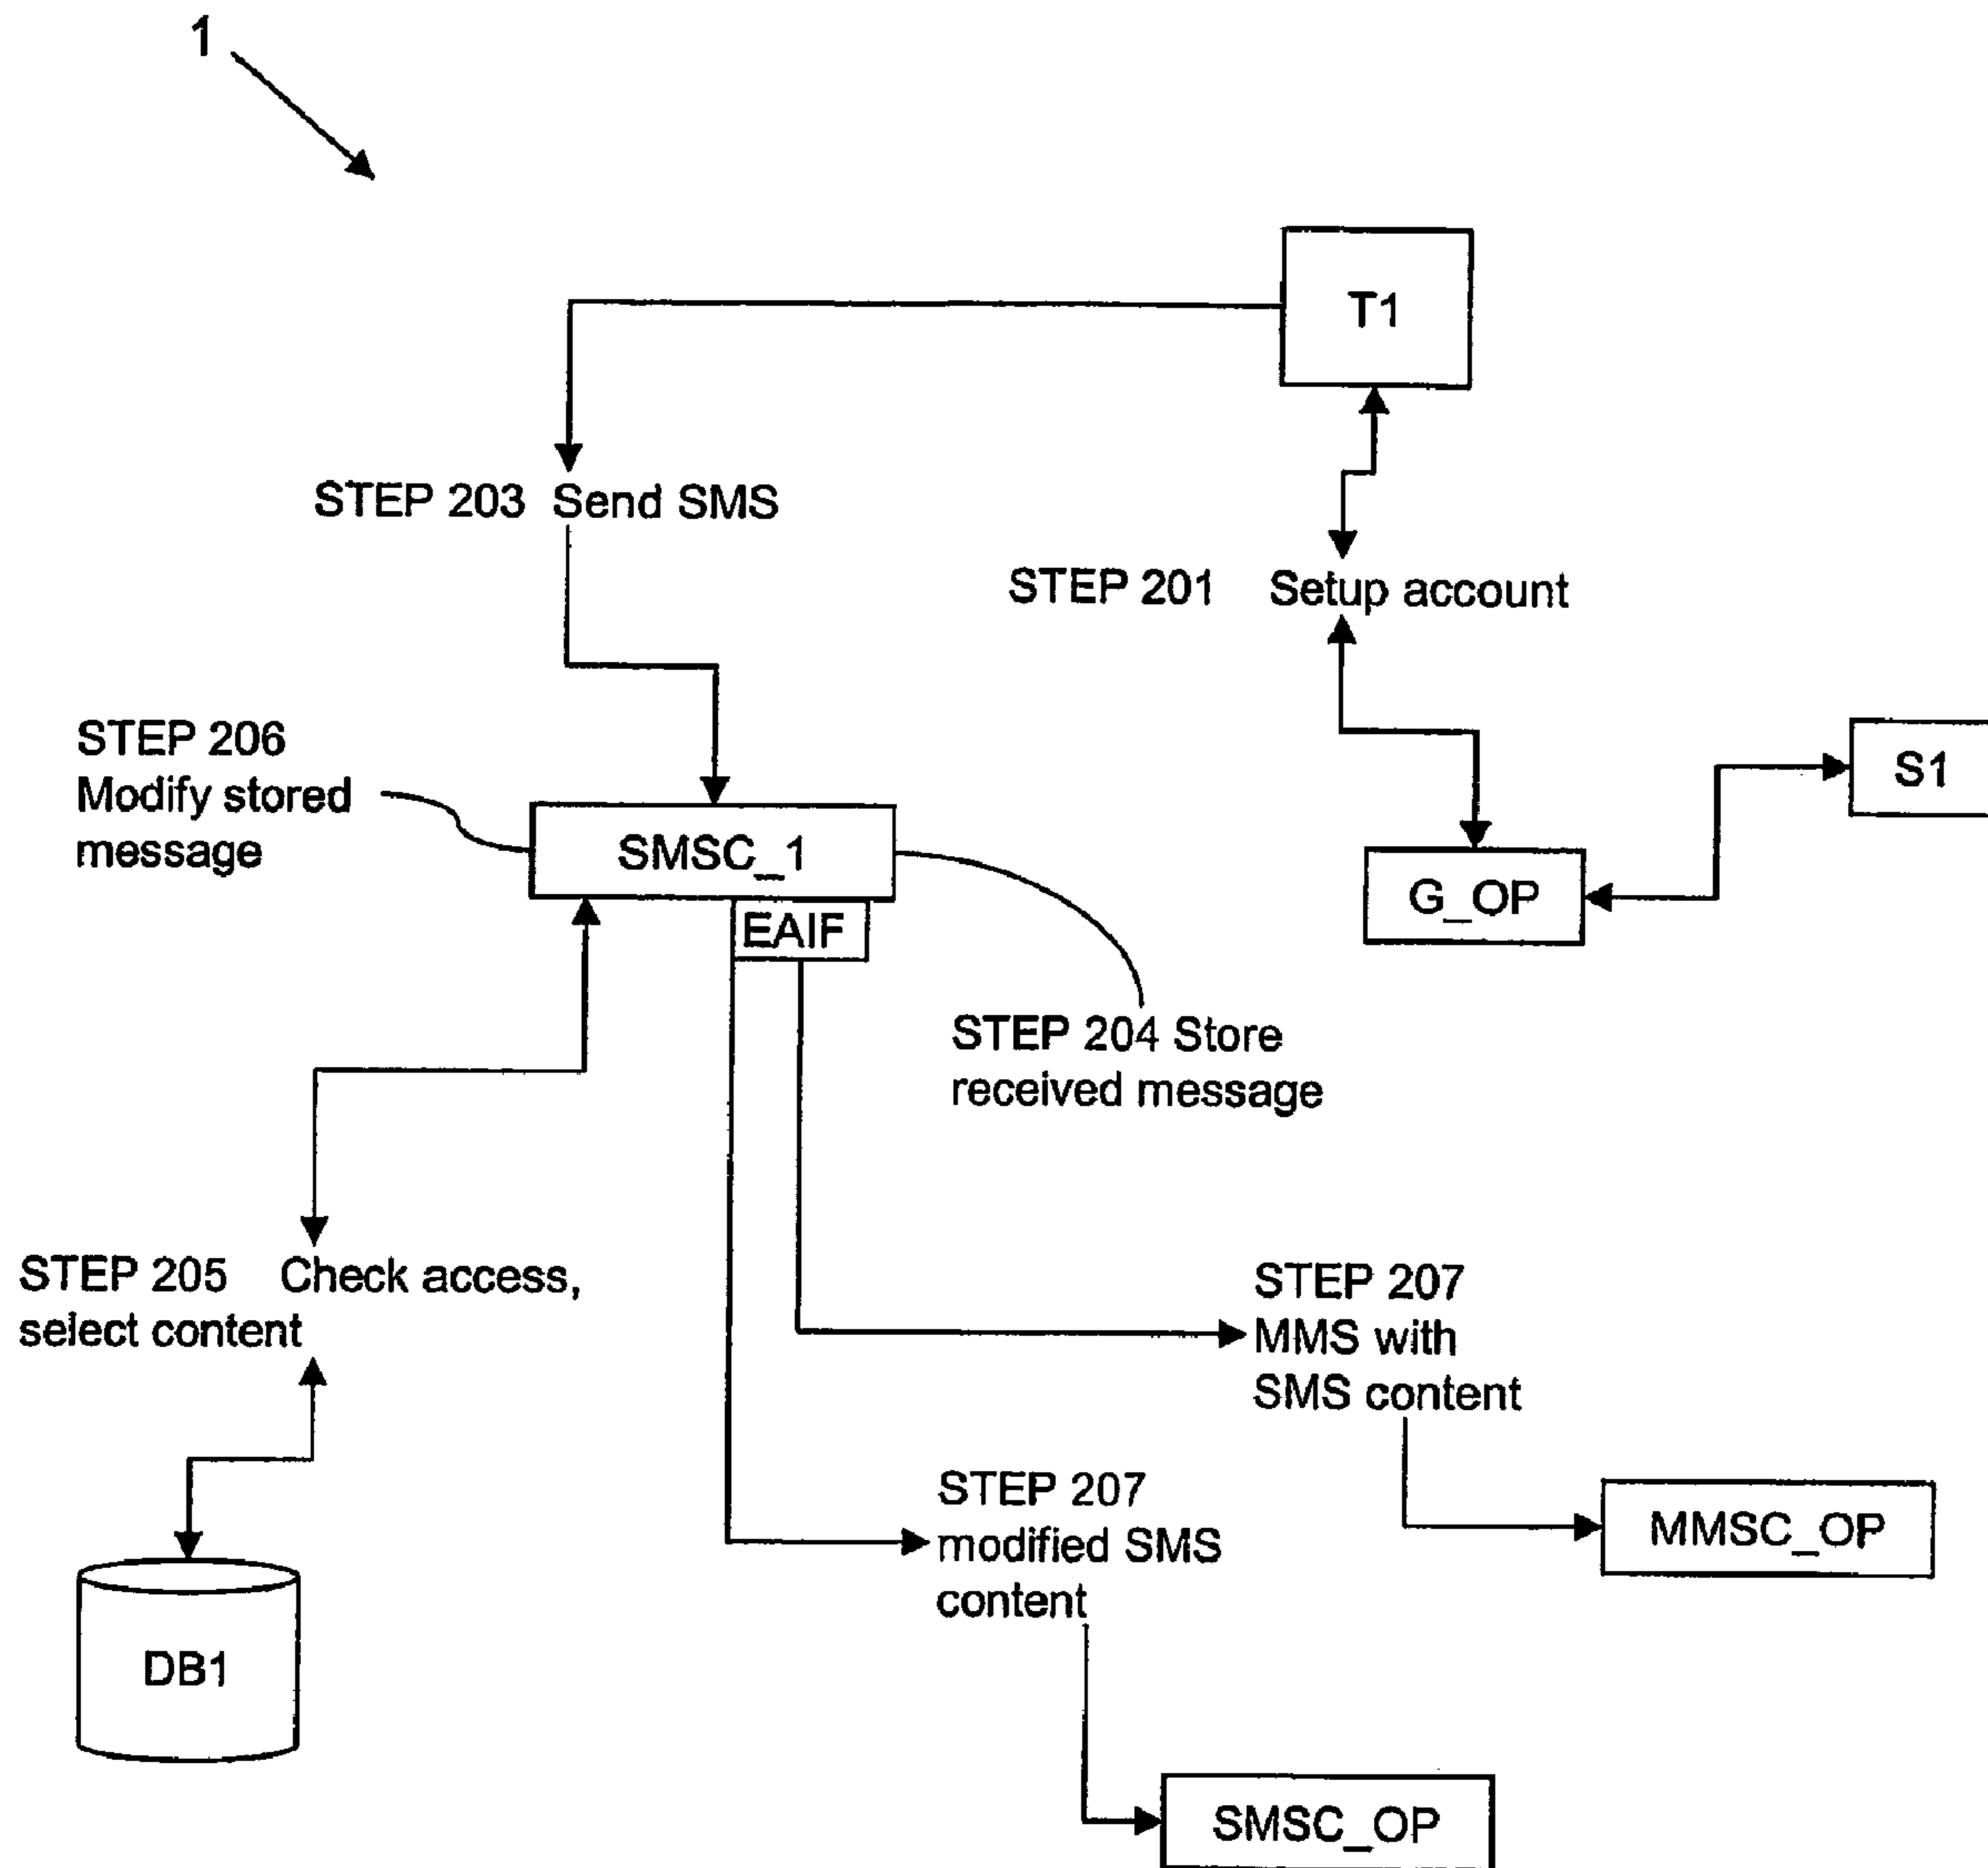 1
T1
STEP 203 Send SMS
STEP 201 Setup account
STEP 206
Modify stored
message
S1
SMSC_1
G_OP
EAIF
STEP 204 Store
received message
STEP 205 Check access,
select content
STEP 207
MMS with
SMS content
STEP 207
modified SMS
content
MMSC_OP
DB1
SMSC_OP